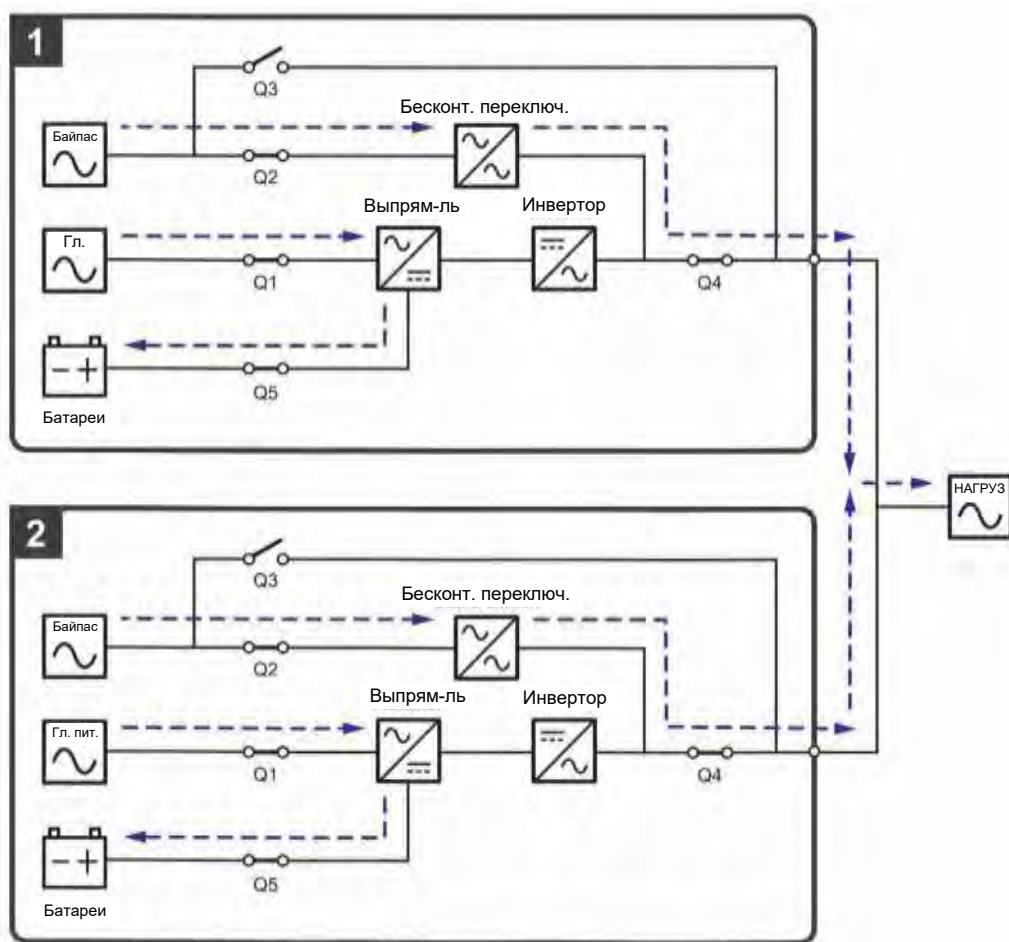 1
Q3
Бесконт. переключ.
Байпас
Q2
Выпрям-ль
Инвертор
Гл.
Q1
Q4
Q5
Батареи
НАГРУЗ
2
Q3
Бесконт. переключ.
Байпас
Q2
Выпрям-ль
Инвертор
Гл. пит.
Q1
Q4
Q5
Батареи